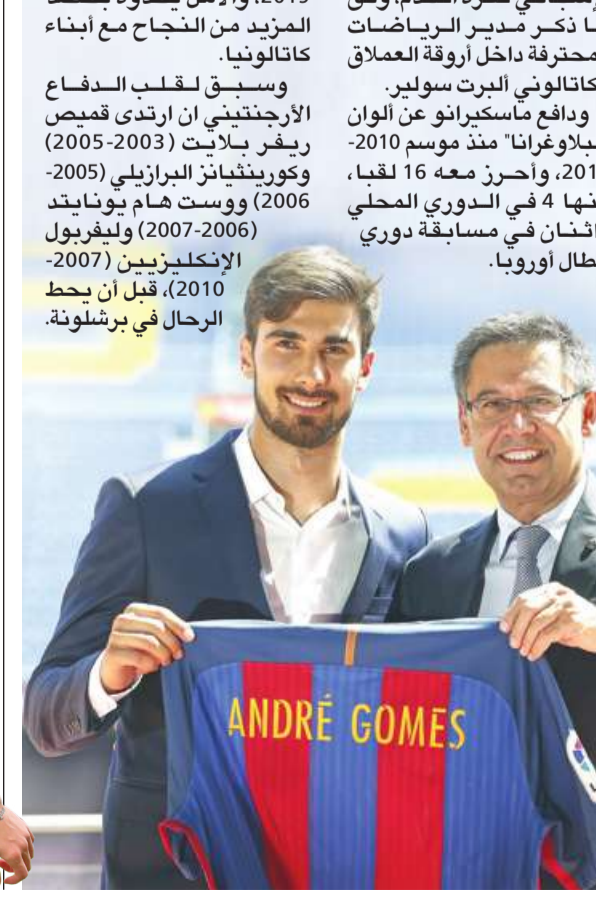 ا ذكر مدير الرياضات
محترفة داخل أروقة العملاق
كاتالوني ألبرت سولير.
ودافع ماسكيرانو عن ألوان
بلاوغرانا" منذ موسم 2010-
201، وأحرز معه 16 لقبا،
نها 4 في الدوري المحلي
اثنان في مسابقة دوري
طال أوروبا.
المزيد من النجاح مع أبناء
كاتالونيا.
وسبق لقلب الدفاع
الأرجنتيني ان ارتدى قميص
ريفر بلايت (2003-2005)
وكورينثيانز البرازيلي (2005-
2006) ووست هام يونايتد
(2006-2007) وليفربول
الإنكليزيين (2007-
2010)، قبل أن يحط
الرحال في برشلونة.
ANDRÉ GOMES